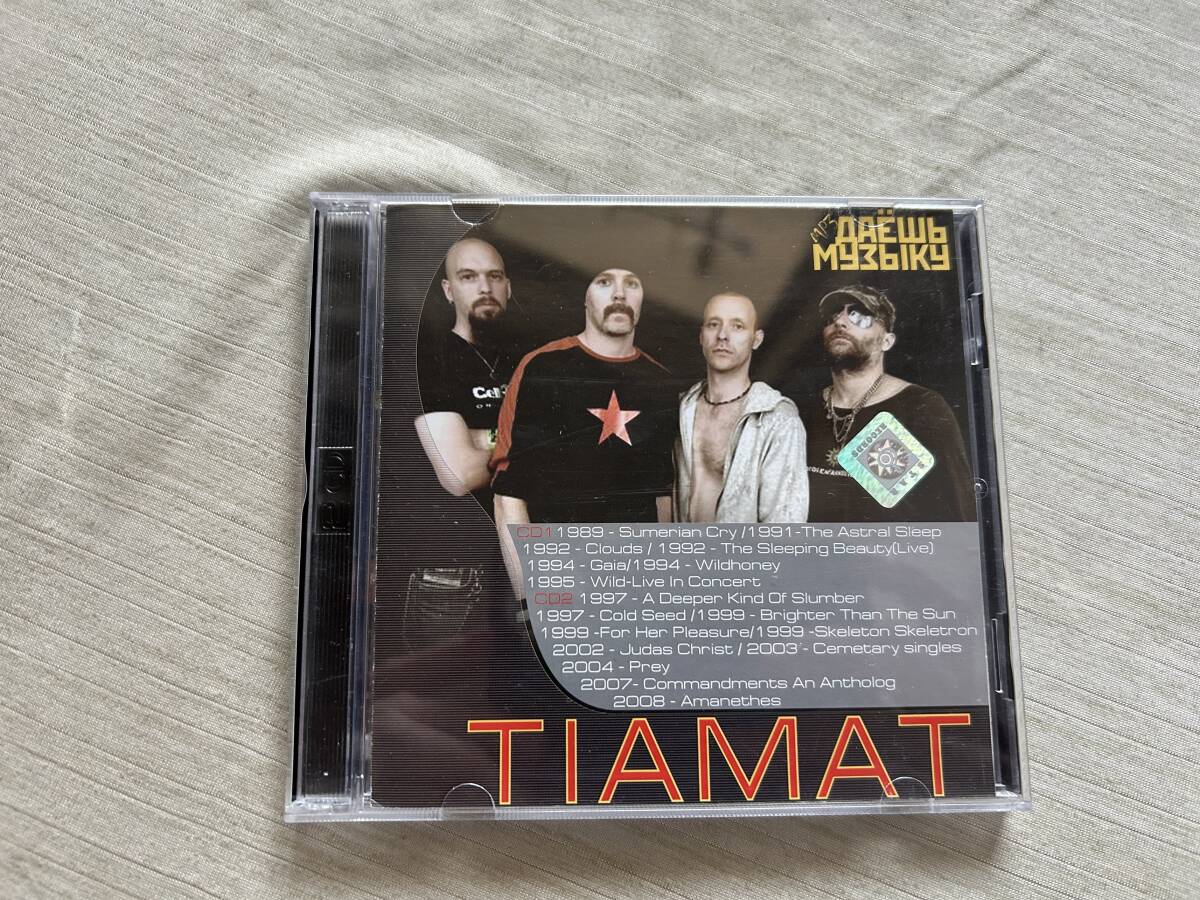 MP3 ДАЁШЬ
МУЗЫКУ
Cel
RECORDS
STAR
CD1 1989 - Sumerian Cry /1991-The Astral Sleep
1992 - Clouds / 1992 - The Sleeping Beauty(Live)
1994 - Gaia/1994 - Wildhoney
1995 - Wild-Live In Concert
CD2 1997 - A Deeper Kind Of Slumber
1997 - Cold Seed /1999 - Brighter Than The Sun
1999 -For Her Pleasure/1999 -Skeleton Skeletron
2002 - Judas Christ / 2003'- Cemetary singles
2004 - Prey
2007- Commandments An Antholog
2008 - Amanethes
TIAMAT